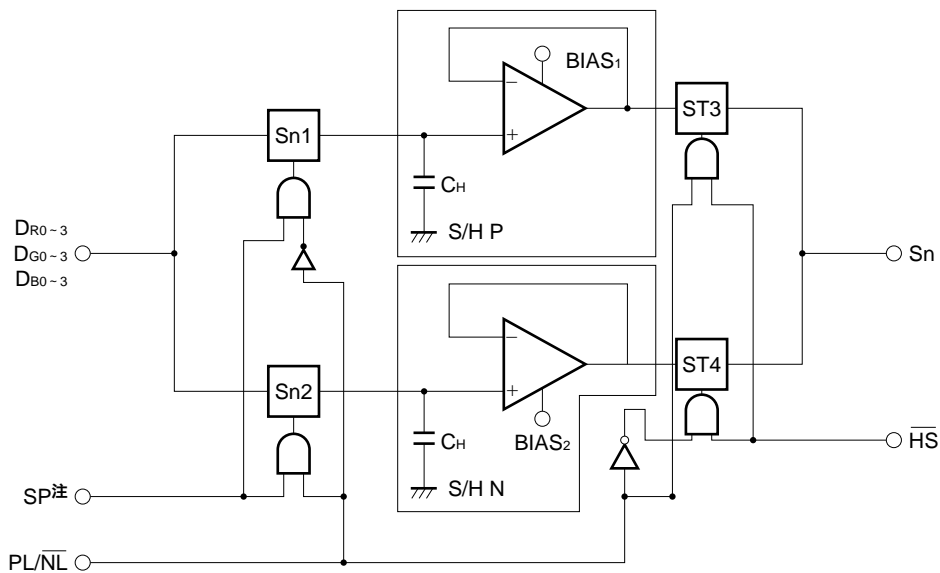 BIAS1
ST3
Sn1
CH
S/H P
DR0~3
DG0~3
DB0~3
Sn
ST4
Sn2
CH
BIAS2
HS
SP注
S/H N
PL/NL